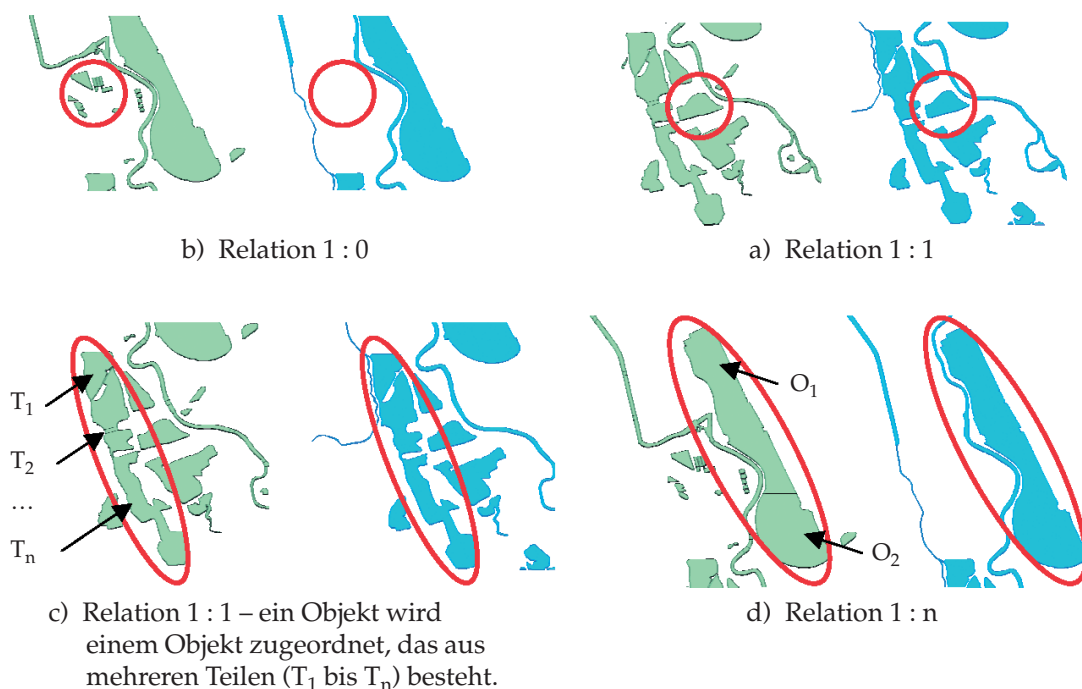 b) Relation 1 : 0
a) Relation 1 : 1
T1
T2
...
Tn
O1
O2
c) Relation 1 : 1 – ein Objekt wird
einem Objekt zugeordnet, das aus
mehreren Teilen (T1 bis Tn) besteht.
d) Relation 1 : n